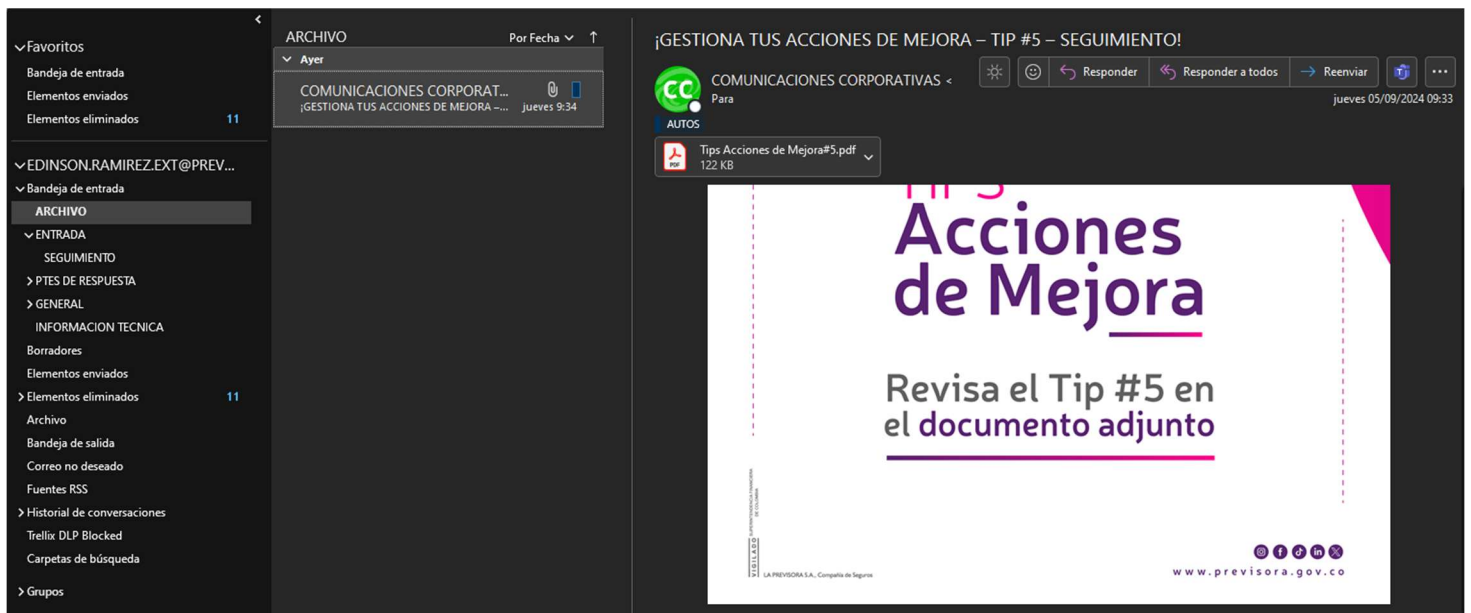 Favoritos
Bandeja de entrada
Elementos enviados
Elementos eliminados 11
EDINSON.RAMIREZ.EXT@PREV...
Bandeja de entrada
ARCHIVO
ENTRADA
SEGUIMIENTO
PTES DE RESPUESTA
GENERAL
INFORMACION TECNICA
Borradores
Elementos enviados
Elementos eliminados 11
Archivo
Bandeja de salida
Correo no deseado
Fuentes RSS
Historial de conversaciones
Trellix DLP Blocked
Carpetas de búsqueda
Grupos
ARCHIVO Por Fecha ↑
Ayer
COMUNICACIONES CORPORAT...
¡GESTIONA TUS ACCIONES DE MEJORA –... jueves 9:34
¡GESTIONA TUS ACCIONES DE MEJORA – TIP #5 – SEGUIMIENTO!
CC
COMUNICACIONES CORPORATIVAS <
Responder Responder a todos Reenviar ...
Para
jueves 05/09/2024 09:33
AUTOS
PDF
Tips Acciones de Mejora#5.pdf
122 KB
Acciones
de Mejora
Revisa el Tip #5 en
el documento adjunto
VIGILADO SUPERINTENDENCIA FINANCIERA
DE COLOMBIA
LA PREVISORA S.A., Compañía de Seguros
www.previsora.gov.co